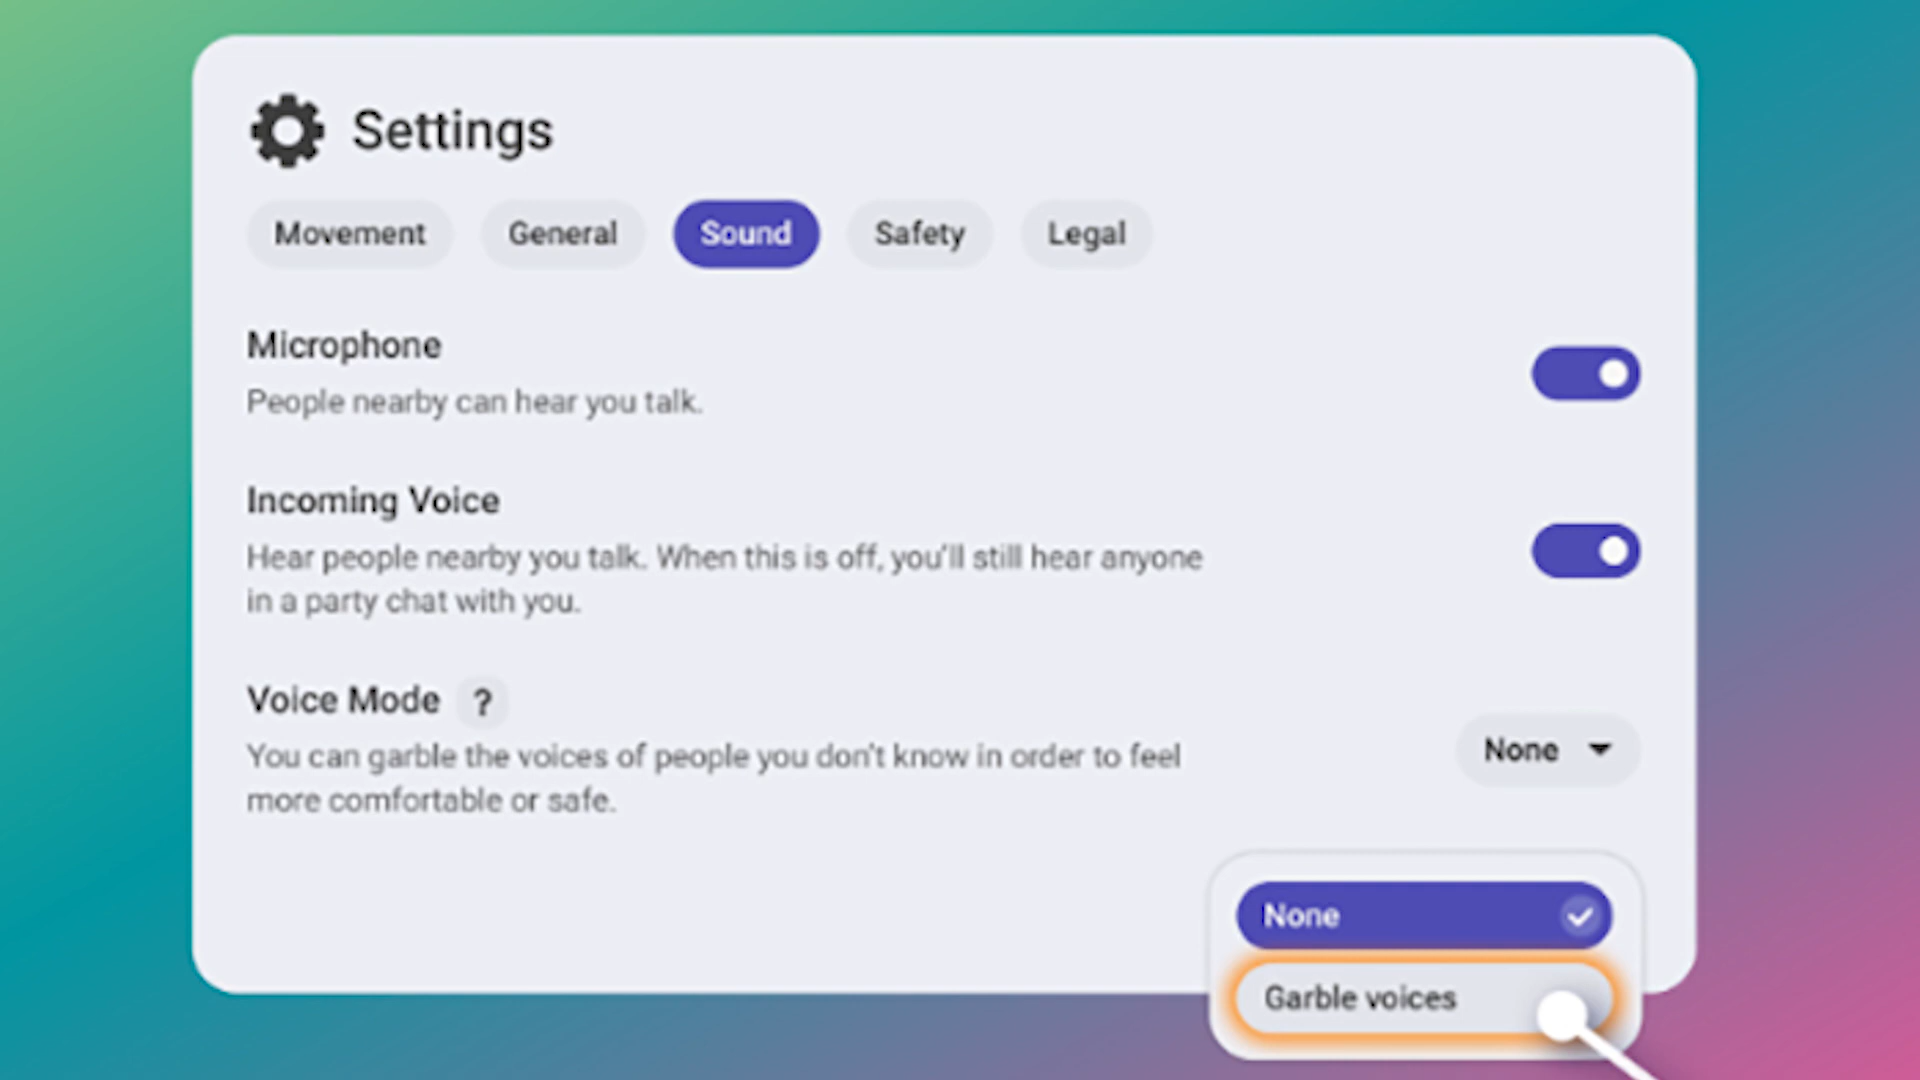 Settings
Movement
General
Sound
Safety
Legal
Microphone
People nearby can hear you talk.
Incoming Voice
Hear people nearby you talk. When this is off, you'll still hear anyone
in a party chat with you.
Voice Mode ?
You can garble the voices of people you don't know in order to feel
more comfortable or safe.
None
None
Garble voices